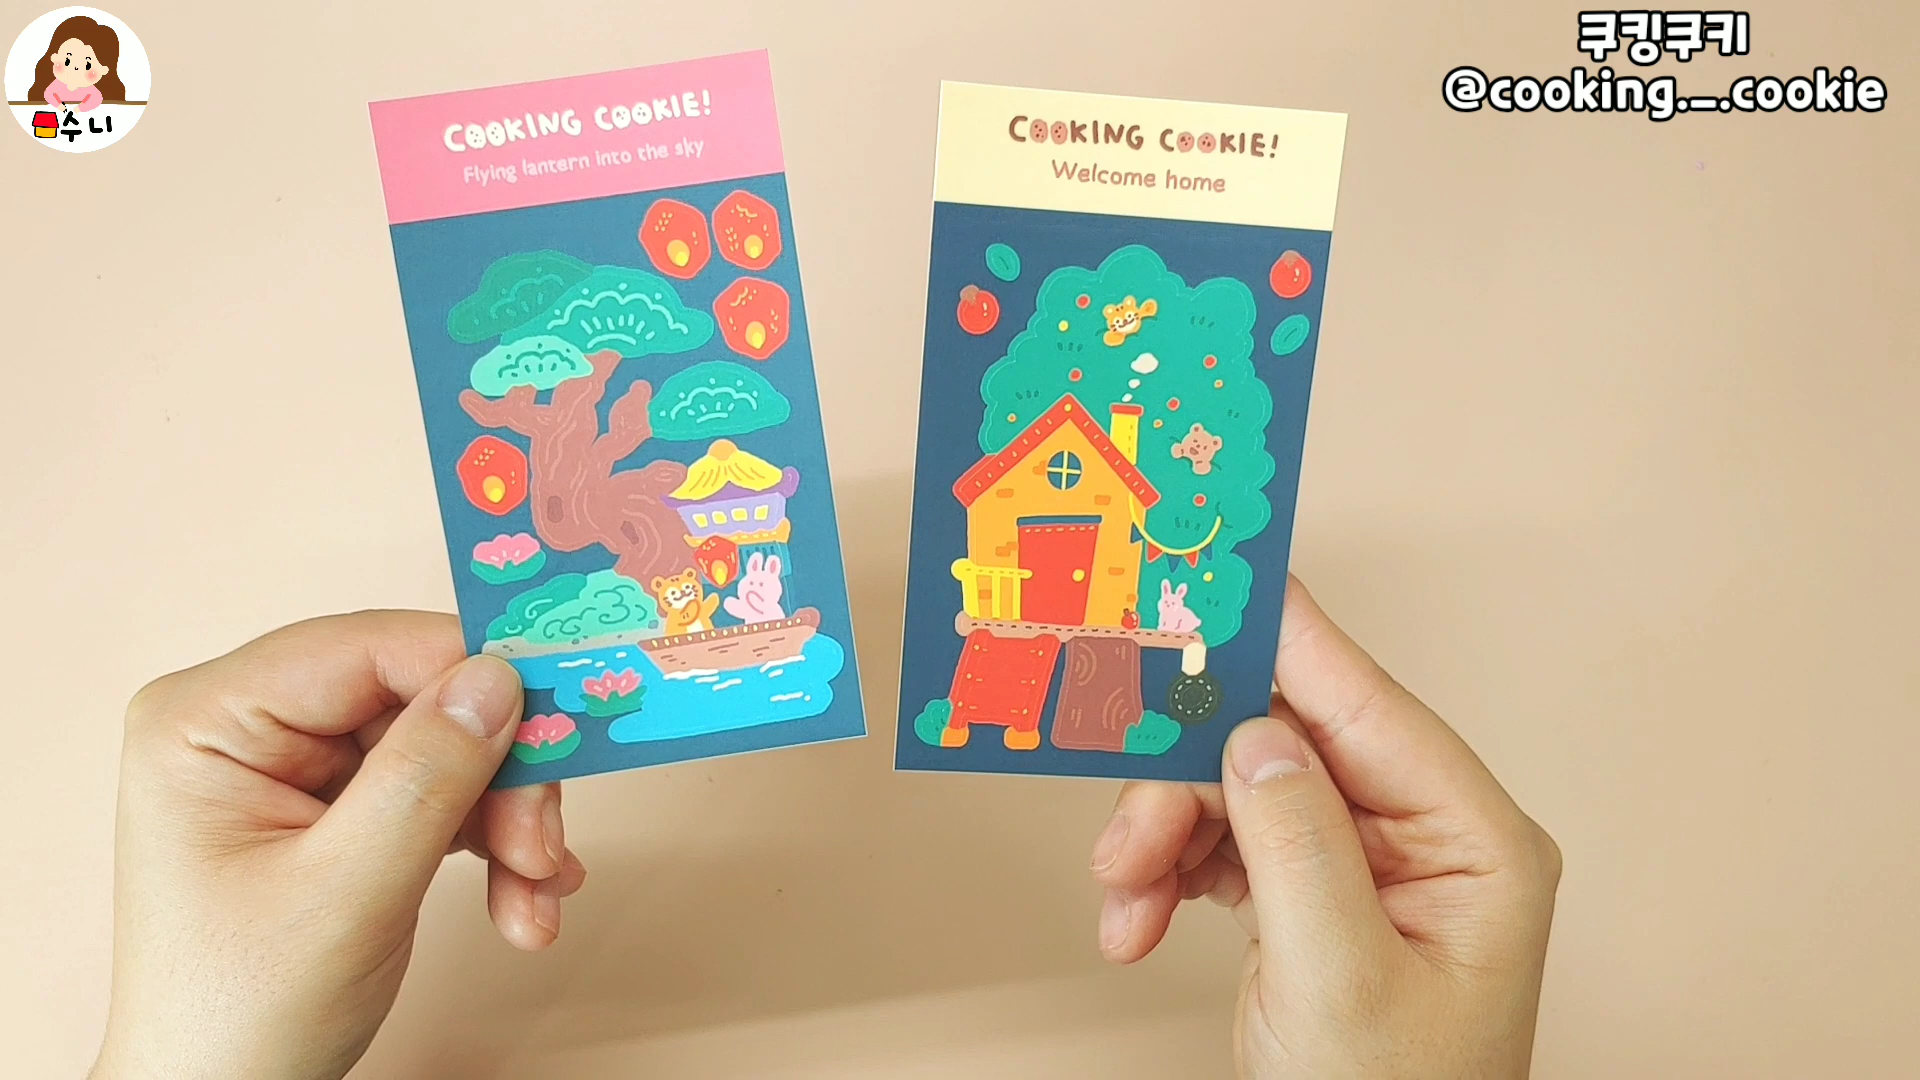 쿠킹쿠키
@cooking._.cookie
수니
COOKING COOKIE!
Flying lantern into the sky
COOKING COOKIE!
Welcome home